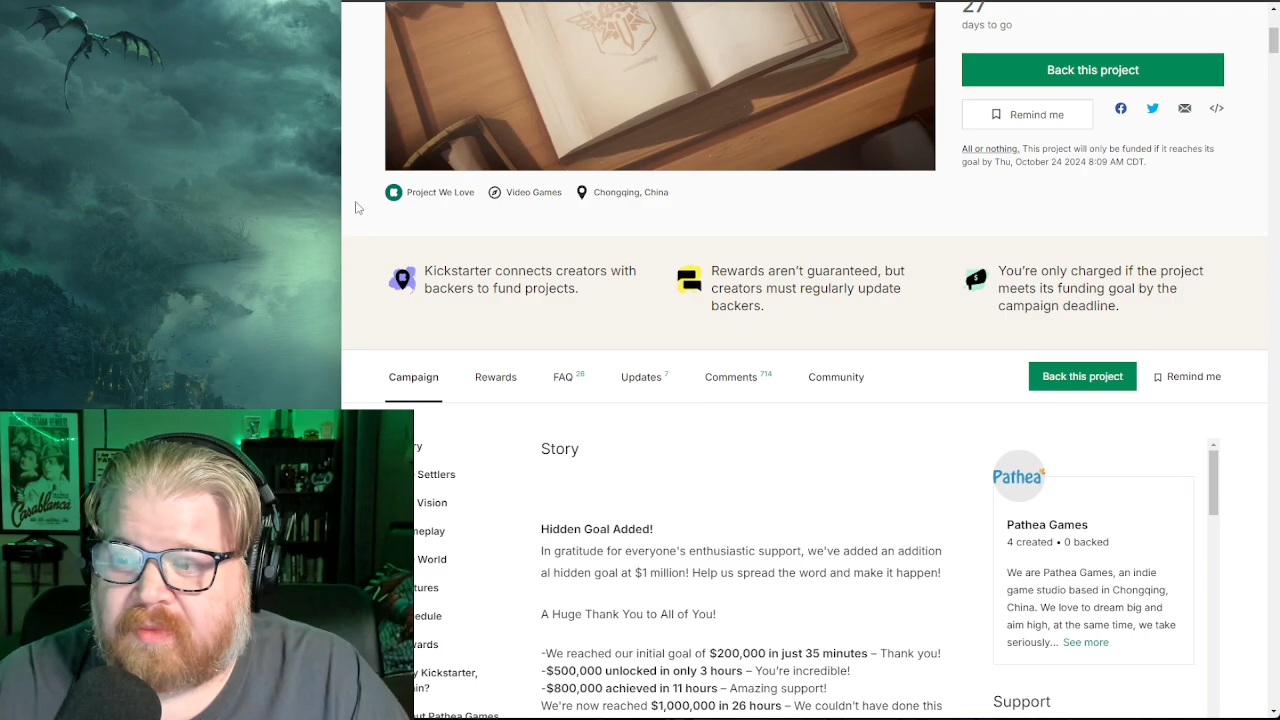 27
days to go
Back this project
Remind me
All or nothing. This project will only be funded if it reaches its
goal by Thu, October 24 2024 8:09 AM CDT.
Project We Love
Video Games
Chongqing, China
Kickstarter connects creators with
backers to fund projects.
Rewards aren't guaranteed, but
creators must regularly update
backers.
You're only charged if the project
meets its funding goal by the
campaign deadline.
Campaign
Rewards
FAQ 26
Updates 7
Comments 714
Community
Back this project
Remind me
Settlers
Vision
World
Kickstarter,
Pathea Games
Casablanca
Story
Hidden Goal Added!
In gratitude for everyone's enthusiastic support, we've added an addition
al hidden goal at $1 million! Help us spread the word and make it happen!
A Huge Thank You to All of You!
-We reached our initial goal of $200,000 in just 35 minutes – Thank you!
-$500,000 unlocked in only 3 hours – You're incredible!
-$800,000 achieved in 11 hours – Amazing support!
We're now reached $1,000,000 in 26 hours – We couldn't have done this
Pathea
Pathea Games
4 created • 0 backed
We are Pathea Games, an indie
game studio based in Chongqing,
China. We love to dream big and
aim high, at the same time, we take
seriously... See more
Support